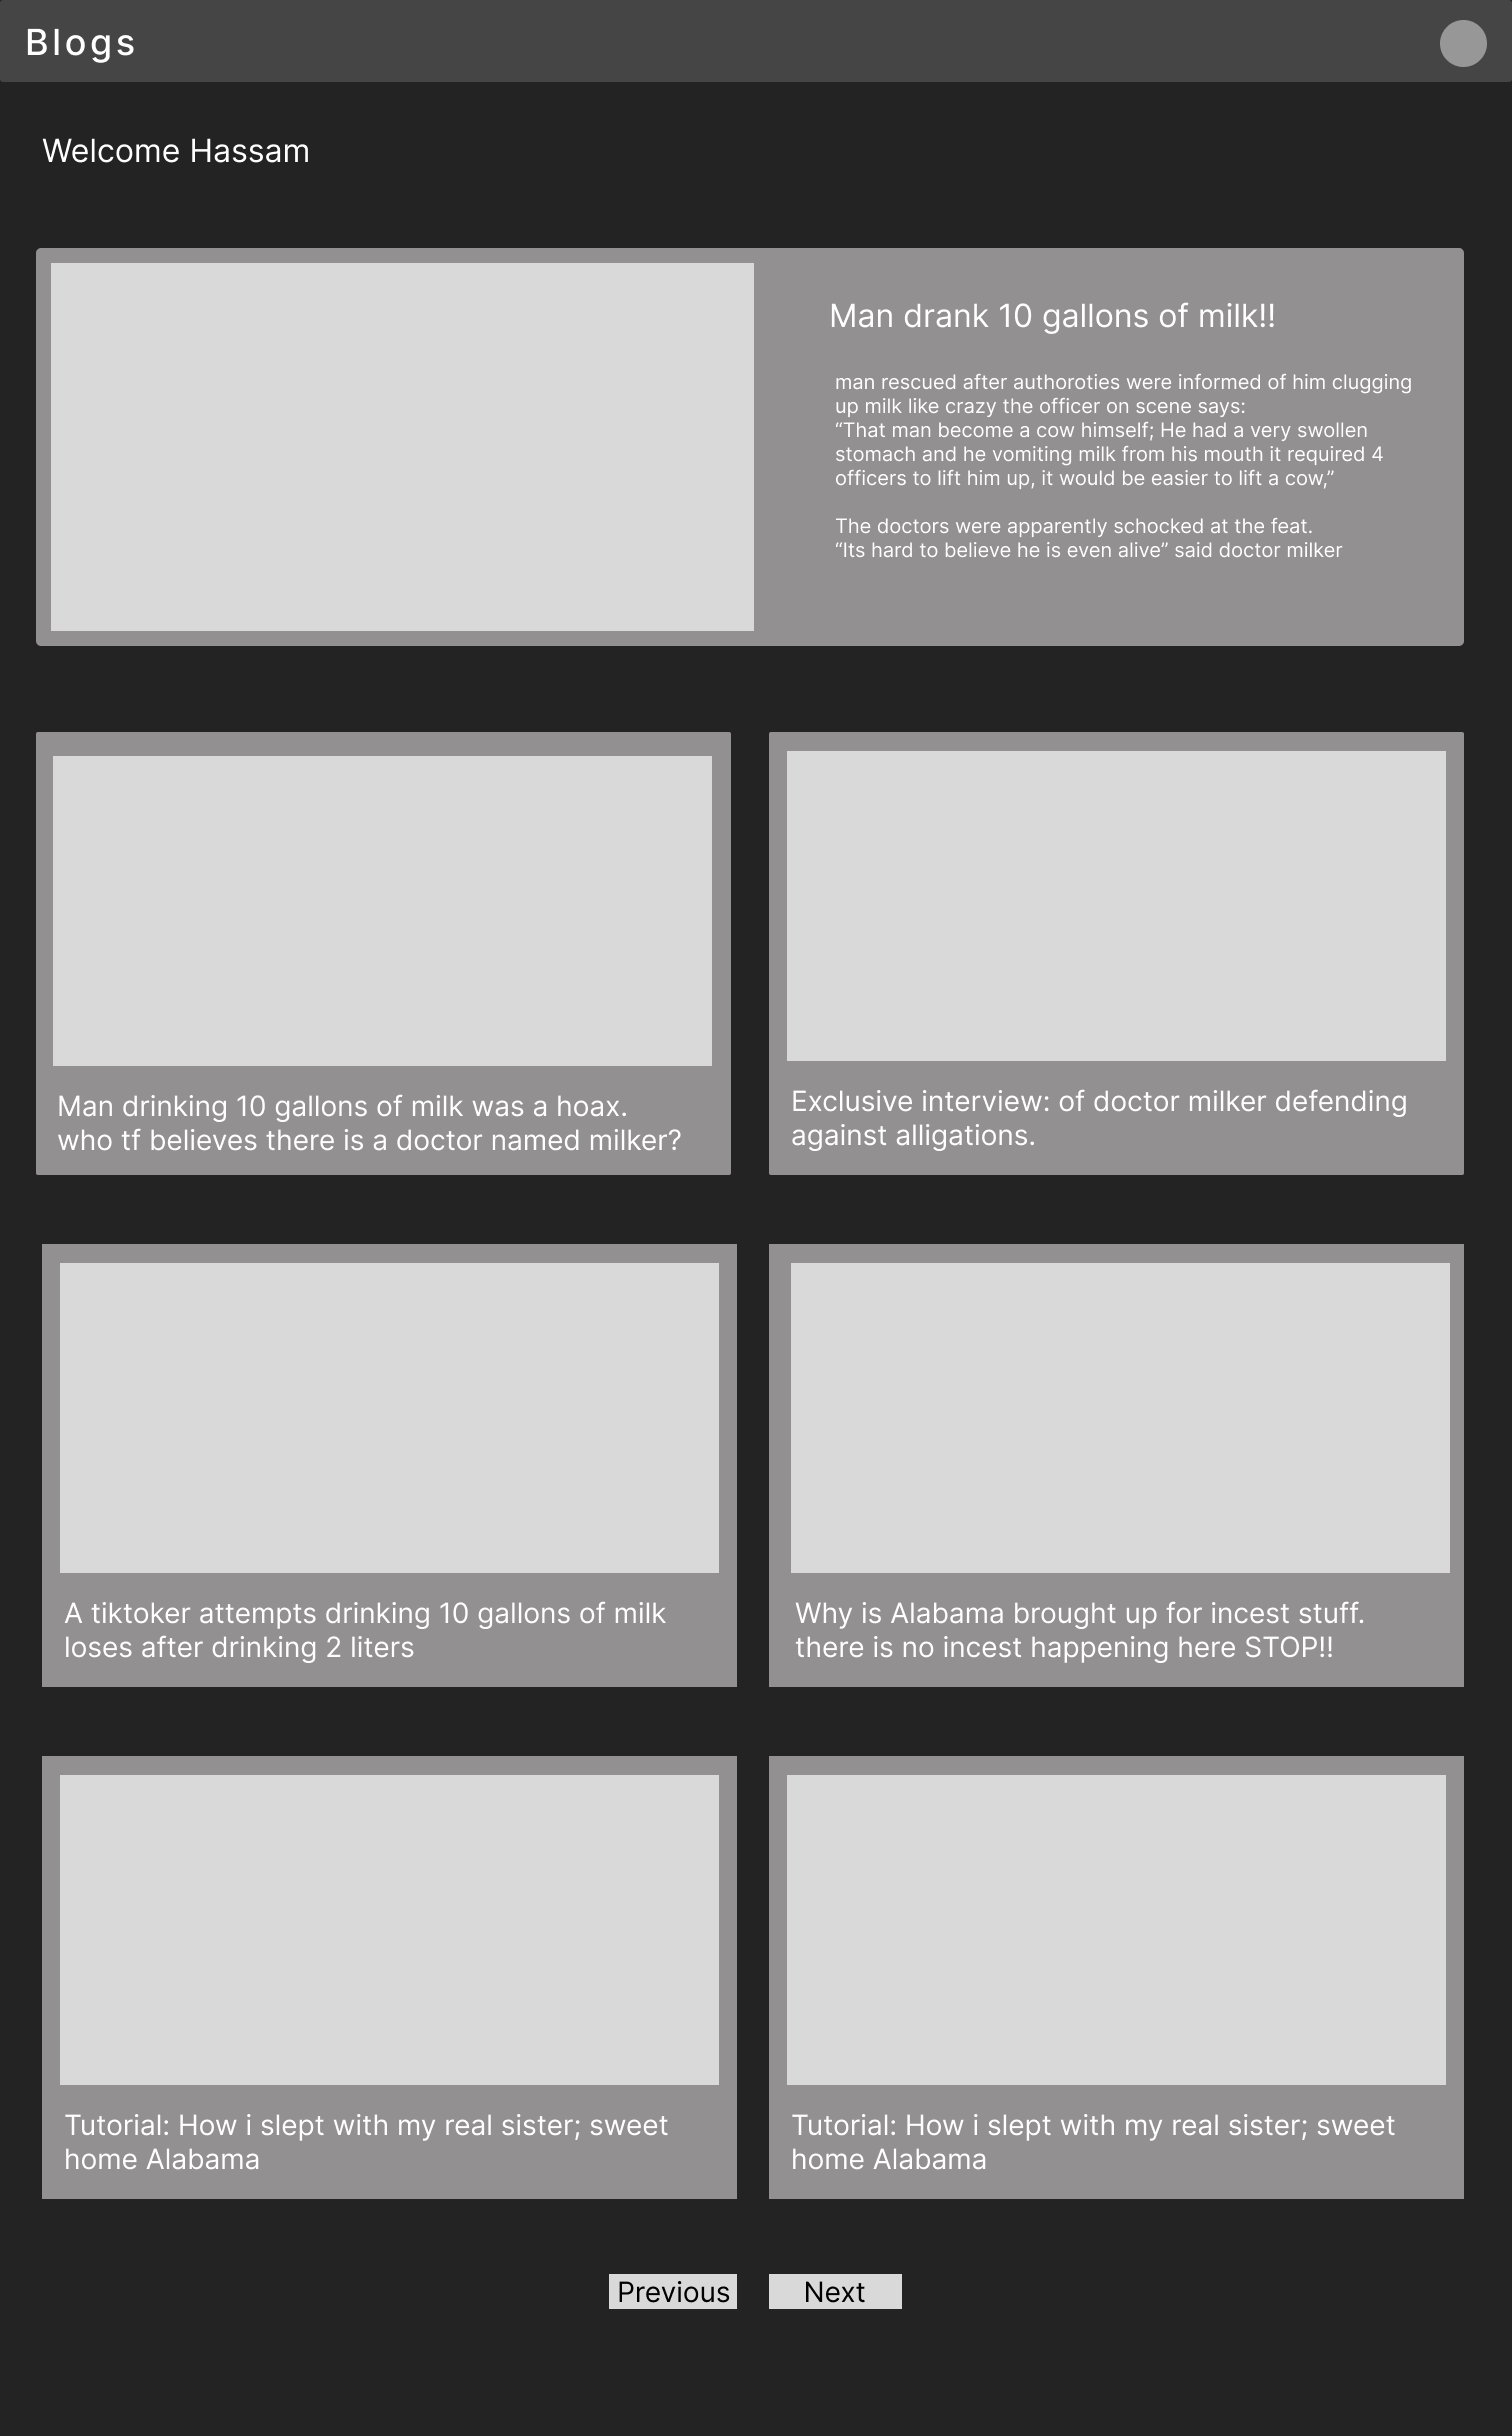 Blogs
Welcome Hassam
Man drank 10 gallons of milk!!
man rescued after authoroties were informed of him clugging
up milk like crazy the officer on scene says:
“That man become a cow himself; He had a very swollen
stomach and he vomiting milk from his mouth it required 4
officers to lift him up, it would be easier to lift a cow,”
The doctors were apparently schocked at the feat.
“Its hard to believe he is even alive” said doctor milker
Man drinking 10 gallons of milk was a hoax.
who tf believes there is a doctor named milker?
Exclusive interview: of doctor milker defending
against alligations.
A tiktoker attempts drinking 10 gallons of milk
loses after drinking 2 liters
Why is Alabama brought up for incest stuff.
there is no incest happening here STOP!!
Tutorial: How i slept with my real sister; sweet
home Alabama
Tutorial: How i slept with my real sister; sweet
home Alabama
Previous
Next